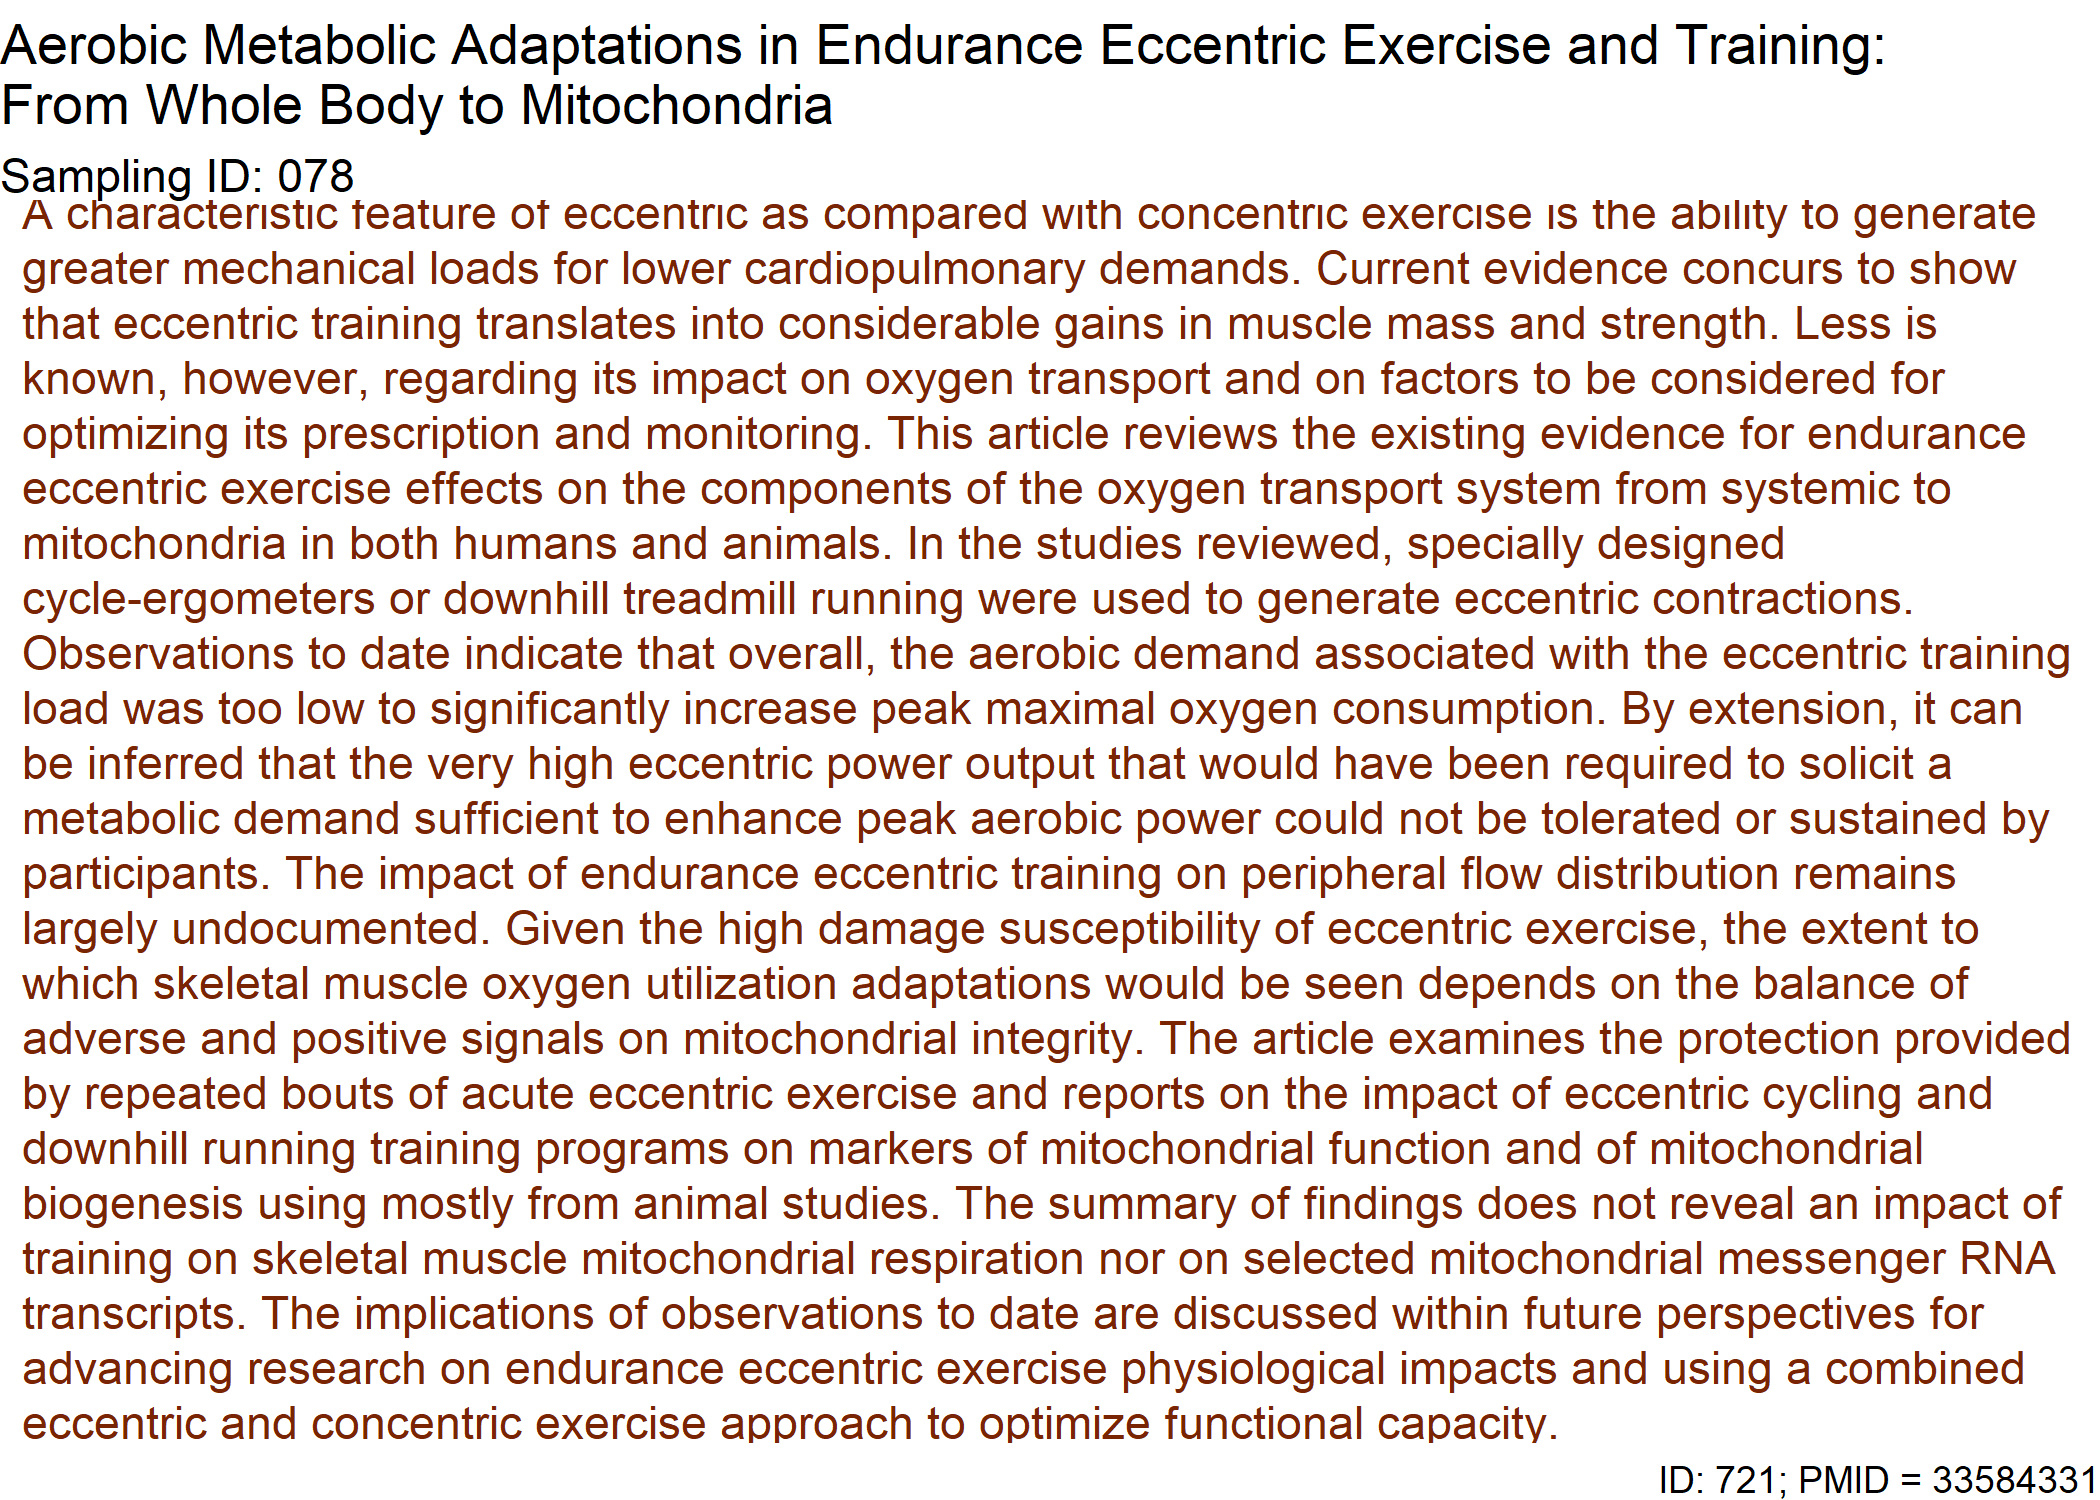 Aerobic Metabolic Adaptations in Endurance Eccentric Exercise and Training:
From Whole Body to Mitochondria
Sampling ID: 078
A characteristic feature of eccentric as compared with concentric exercise is the ability to generate
greater mechanical loads for lower cardiopulmonary demands. Current evidence concurs to show
that eccentric training translates into considerable gains in muscle mass and strength. Less is
known, however, regarding its impact on oxygen transport and on factors to be considered for
optimizing its prescription and monitoring. This article reviews the existing evidence for endurance
eccentric exercise effects on the components of the oxygen transport system from systemic to
mitochondria in both humans and animals. In the studies reviewed, specially designed
cycle-ergometers or downhill treadmill running were used to generate eccentric contractions.
Observations to date indicate that overall, the aerobic demand associated with the eccentric training
load was too low to significantly increase peak maximal oxygen consumption. By extension, it can
be inferred that the very high eccentric power output that would have been required to solicit a
metabolic demand sufficient to enhance peak aerobic power could not be tolerated or sustained by
participants. The impact of endurance eccentric training on peripheral flow distribution remains
largely undocumented. Given the high damage susceptibility of eccentric exercise, the extent to
which skeletal muscle oxygen utilization adaptations would be seen depends on the balance of
adverse and positive signals on mitochondrial integrity. The article examines the protection provided
by repeated bouts of acute eccentric exercise and reports on the impact of eccentric cycling and
downhill running training programs on markers of mitochondrial function and of mitochondrial
biogenesis using mostly from animal studies. The summary of findings does not reveal an impact of
training on skeletal muscle mitochondrial respiration nor on selected mitochondrial messenger RNA
transcripts. The implications of observations to date are discussed within future perspectives for
advancing research on endurance eccentric exercise physiological impacts and using a combined
eccentric and concentric exercise approach to optimize functional capacity.
ID: 721; PMID = 33584331